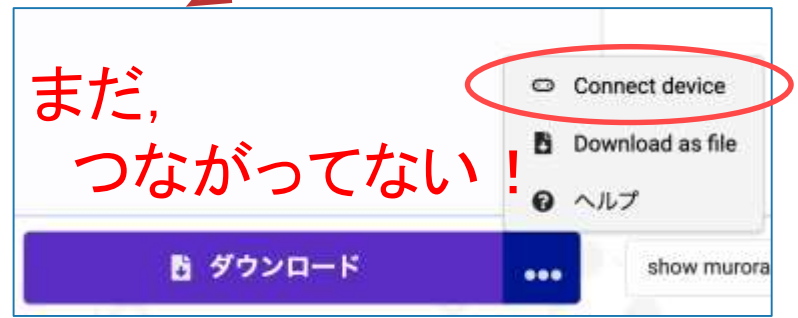 まだ,
つながってない！
Connect device
Download as file
ヘルプ
ダウンロード
show murora